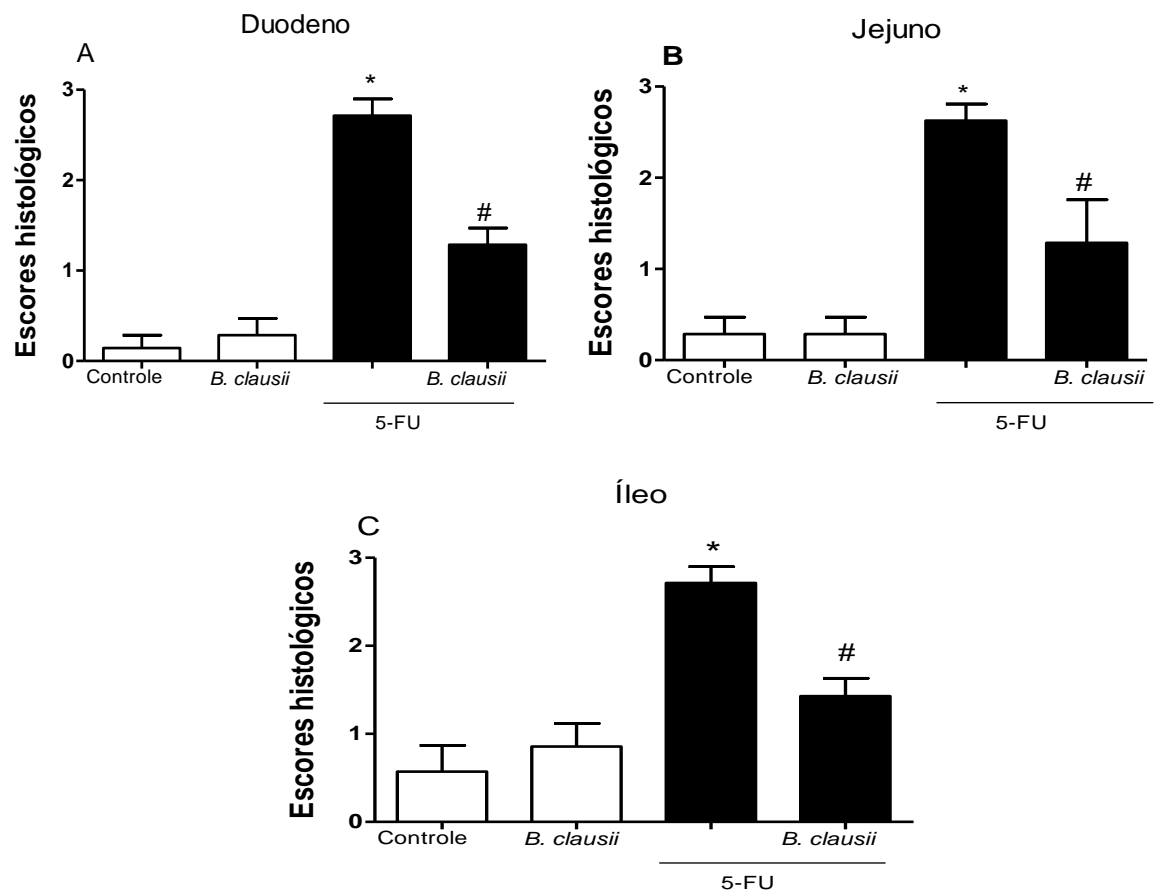 Duodeno
A
Escores histológicos
3
2
1
0
*
#
Controle
B. clausii
B. clausii
5-FU
Jejuno
B
Escores histológicos
3
2
1
0
*
#
Controle
B. clausii
B. clausii
5-FU
Íleo
C
Escores histológicos
3
2
1
0
*
#
Controle
B. clausii
B. clausii
5-FU